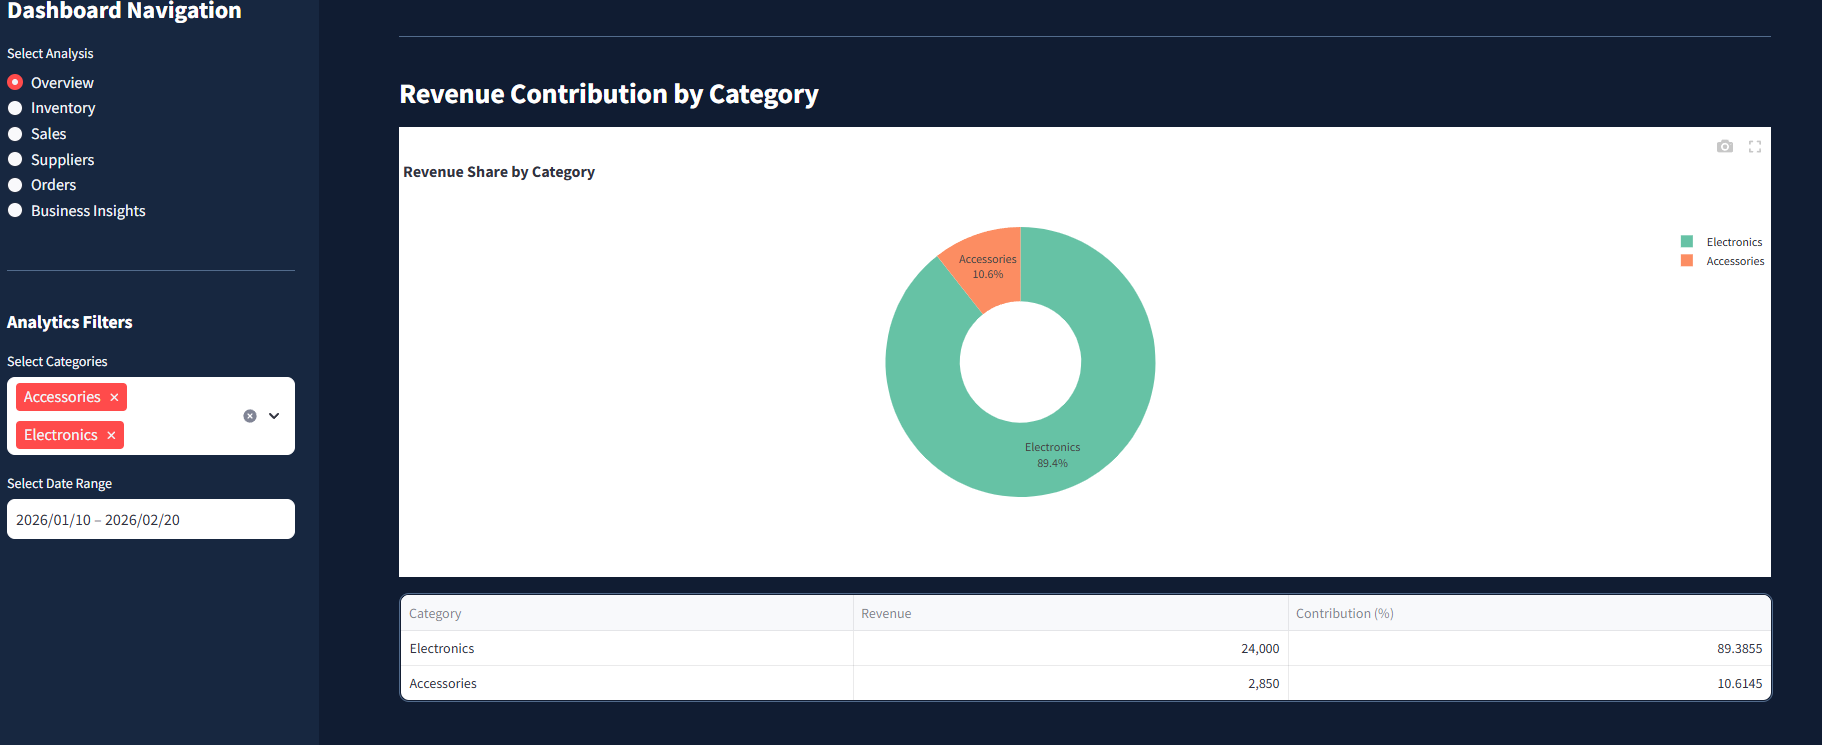 Dashboard Navigation
Select Analysis
Overview
Inventory
Sales
Suppliers
Orders
Business Insights
Analytics Filters
Select Categories
Accessories ×
Electronics ×
Select Date Range
2026/01/10 – 2026/02/20
Revenue Contribution by Category
Revenue Share by Category
Accessories
10.6%
Electronics
89.4%
Electronics
Accessories
Category Revenue Contribution (%)
Electronics 24,000 89.3855
Accessories 2,850 10.6145